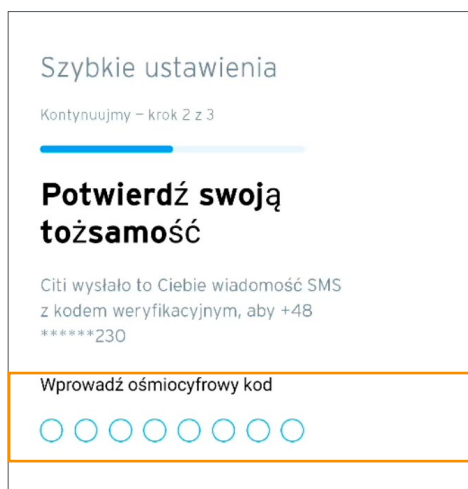 Szybkie ustawienia
Kontynuujmy – krok 2 z 3
Potwierdź swoją
tożsamość
Citi wysłało to Ciebie wiadomość SMS
z kodem weryfikacyjnym, aby +48
******230
Wprowadź ośmiocyfrowy kod